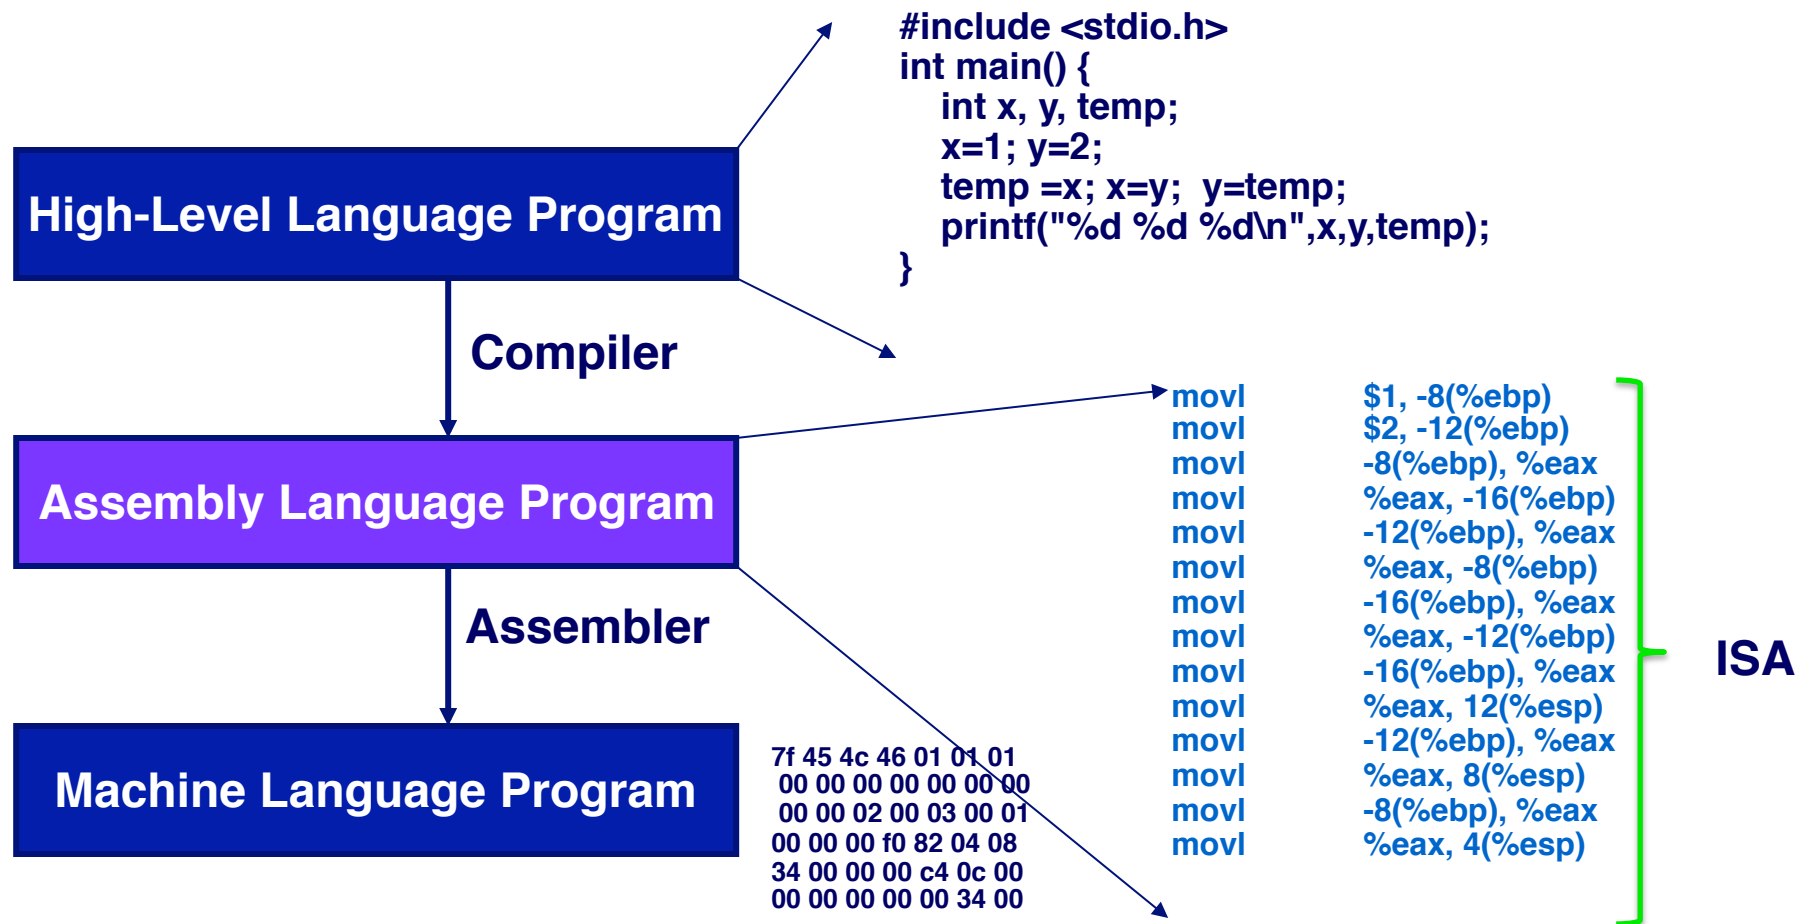 #include <stdio.h>
int main() {
int x, y, temp;
x=1; y=2;
temp =x; x=y;  y=temp;
printf("%d %d %d\n",x,y,temp);
}
High-Level Language Program
Compiler
Assembly Language Program
Assembler
Machine Language Program
7f 45 4c 46 01 01 01
00 00 00 00 00 00 00
00 00 02 00 03 00 01
00 00 00 f0 82 04 08
34 00 00 00 c4 0c 00
00 00 00 00 00 34 00
movl $1, -8(%ebp)
movl $2, -12(%ebp)
movl -8(%ebp), %eax
movl %eax, -16(%ebp)
movl -12(%ebp), %eax
movl %eax, -8(%ebp)
movl -16(%ebp), %eax
movl %eax, -12(%ebp)
movl -16(%ebp), %eax
movl %eax, 12(%esp)
movl -12(%ebp), %eax
movl %eax, 8(%esp)
movl -8(%ebp), %eax
movl %eax, 4(%esp)
ISA